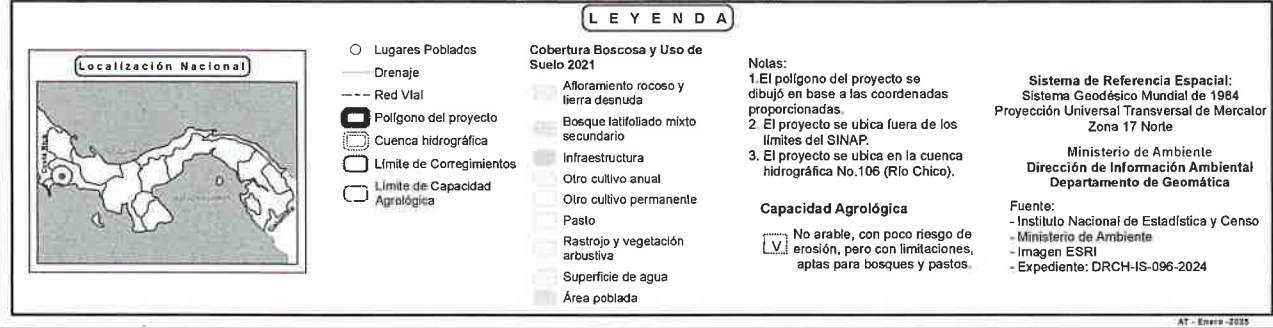 LEYENDA
Localización Nacional
Costa Rica
Colombia
Lugares Poblados
Drenaje
Red Vial
Polígono del proyecto
Cuenca hidrográfica
Límite de Corregimientos
Límite de Capacidad
Agrológica
Cobertura Boscosa y Uso de
Suelo 2021
Afloramiento rocoso y
tierra desnuda
Bosque latifoliado mixto
secundario
Infraestructura
Otro cultivo anual
Otro cultivo permanente
Pasto
Rastrojo y vegetación
arbustiva
Superficie de agua
Área poblada
Notas:
1.El polígono del proyecto se
dibujó en base a las coordenadas
proporcionadas.
2. El proyecto se ubica fuera de los
límites del SINAP.
3. El proyecto se ubica en la cuenca
hidrográfica No.106 (Río Chico).
Capacidad Agrológica
V
No arable, con poco riesgo de
erosión, pero con limitaciones,
aptas para bosques y pastos.
Sistema de Referencia Espacial:
Sistema Geodésico Mundial de 1984
Proyección Universal Transversal de Mercator
Zona 17 Norte
Ministerio de Ambiente
Dirección de Información Ambiental
Departamento de Geomática
Fuente:
- Instituto Nacional de Estadística y Censo
- Ministerio de Ambiente
- Imagen ESRI
- Expediente: DRCH-IS-096-2024
AT - Enero -2025